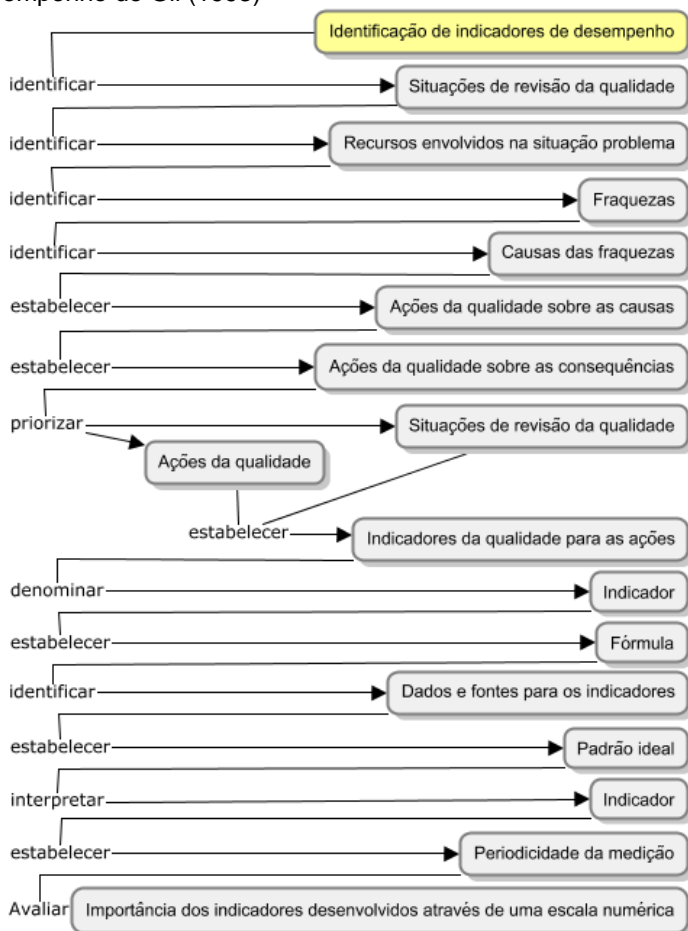 Identificação de indicadores de desempenho
identificar Situações de revisão da qualidade
identificar Recursos envolvidos na situação problema
identificar Fraquezas
identificar Causas das fraquezas
estabelecer Ações da qualidade sobre as causas
estabelecer Ações da qualidade sobre as consequências
priorizar Situações de revisão da qualidade
Ações da qualidade
estabelecer Indicadores da qualidade para as ações
denominar Indicador
estabelecer Fórmula
identificar Dados e fontes para os indicadores
estabelecer Padrão ideal
interpretar Indicador
estabelecer Periodicidade da medição
Avaliar Importância dos indicadores desenvolvidos através de uma escala numérica